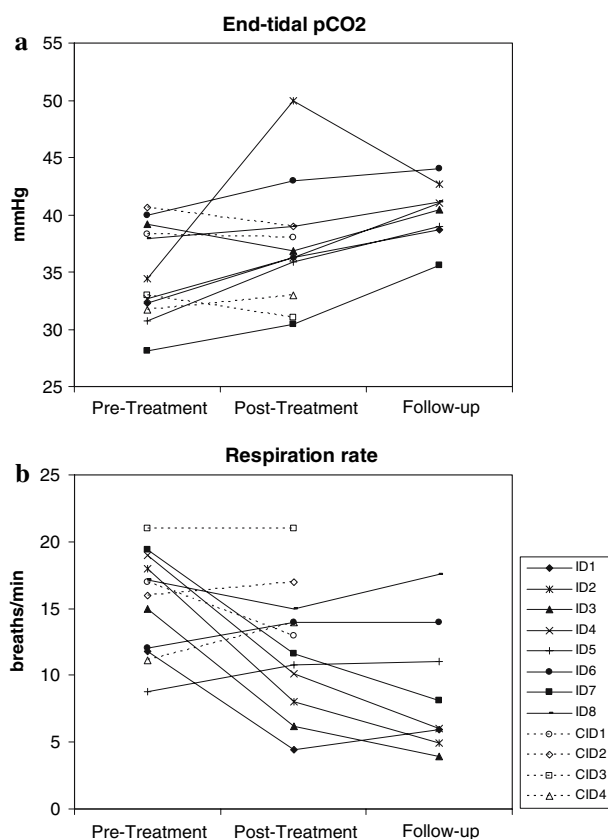 a
End-tidal pCO2
55
50
45
40
35
30
25
mmHg
Pre-Treatment Post-Treatment Follow-up
b
Respiration rate
25
20
15
10
5
0
breaths/min
Pre-Treatment Post-Treatment Follow-up
ID1
ID2
ID3
ID4
ID5
ID6
ID7
ID8
CID1
CID2
CID3
CID4